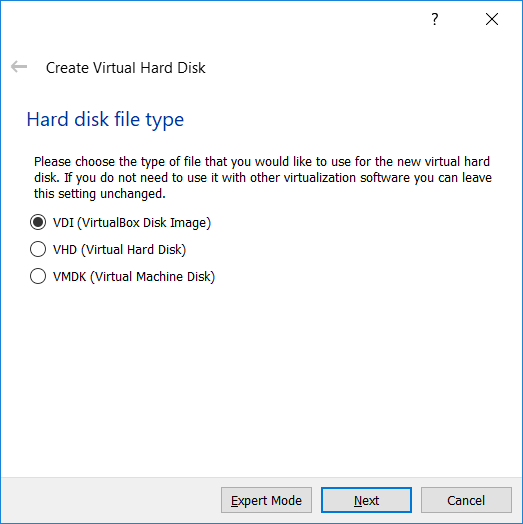 ?
Create Virtual Hard Disk
Hard disk file type
Please choose the type of file that you would like to use for the new virtual hard
disk. If you do not need to use it with other virtualization software you can leave
this setting unchanged.
VDI (VirtualBox Disk Image)
VHD (Virtual Hard Disk)
VMDK (Virtual Machine Disk)
Expert Mode Next Cancel